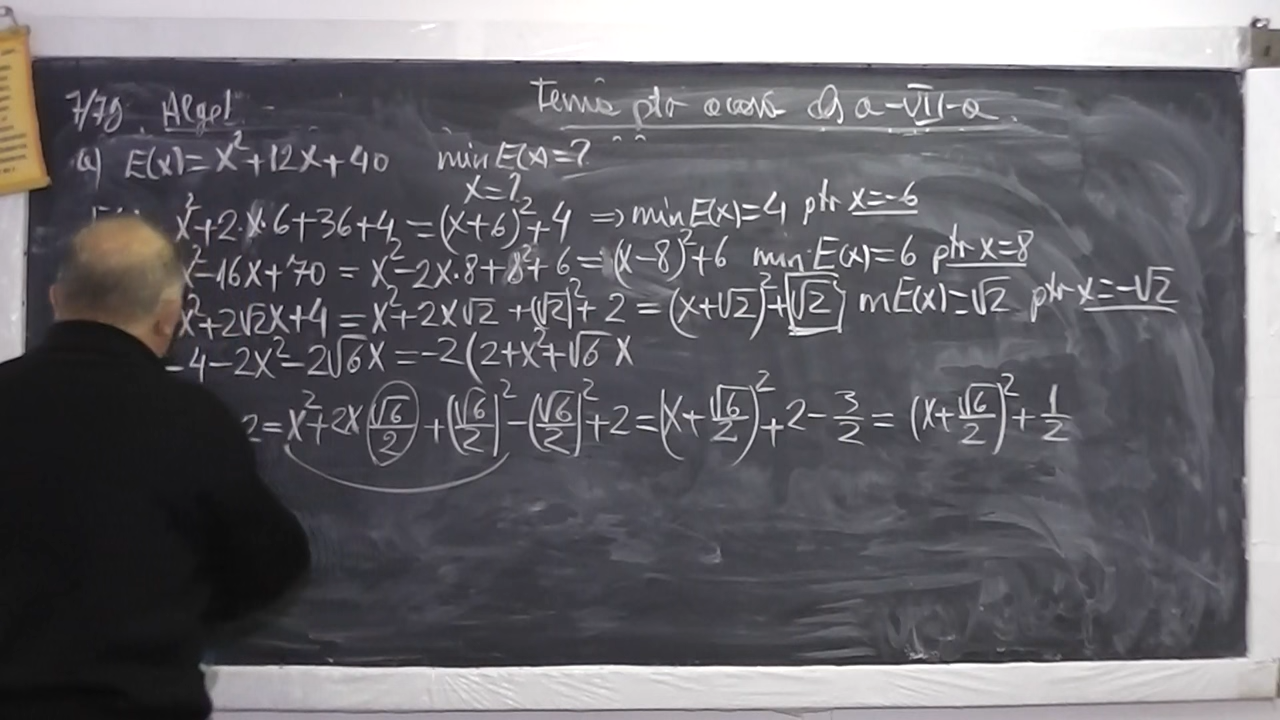 7/78 Algeb Temă ptr acasă cls a-VII-a
a) E(x)=x²+12x+40 min E(x)=?
x=?
x²+2·x·6+36+4=(x+6)²+4 ⇒ min E(x)=4 ptr x=-6
x²-16x+70=x²-2x·8+8²+6=(x-8)²+6 min E(x)=6 ptr x=8
x²+2√2x+4=x²+2x√2+(√2)²+2=(x+√2)²+√2 mE(x)=√2 ptr x=-√2
-4-2x²-2√6x=-2(2+x²+√6x
2=x²+2x(√6/2)+(√6/2)²-(√6/2)²+2=(x+√6/2)²+2-3/2=(x+√6/2)²+1/2